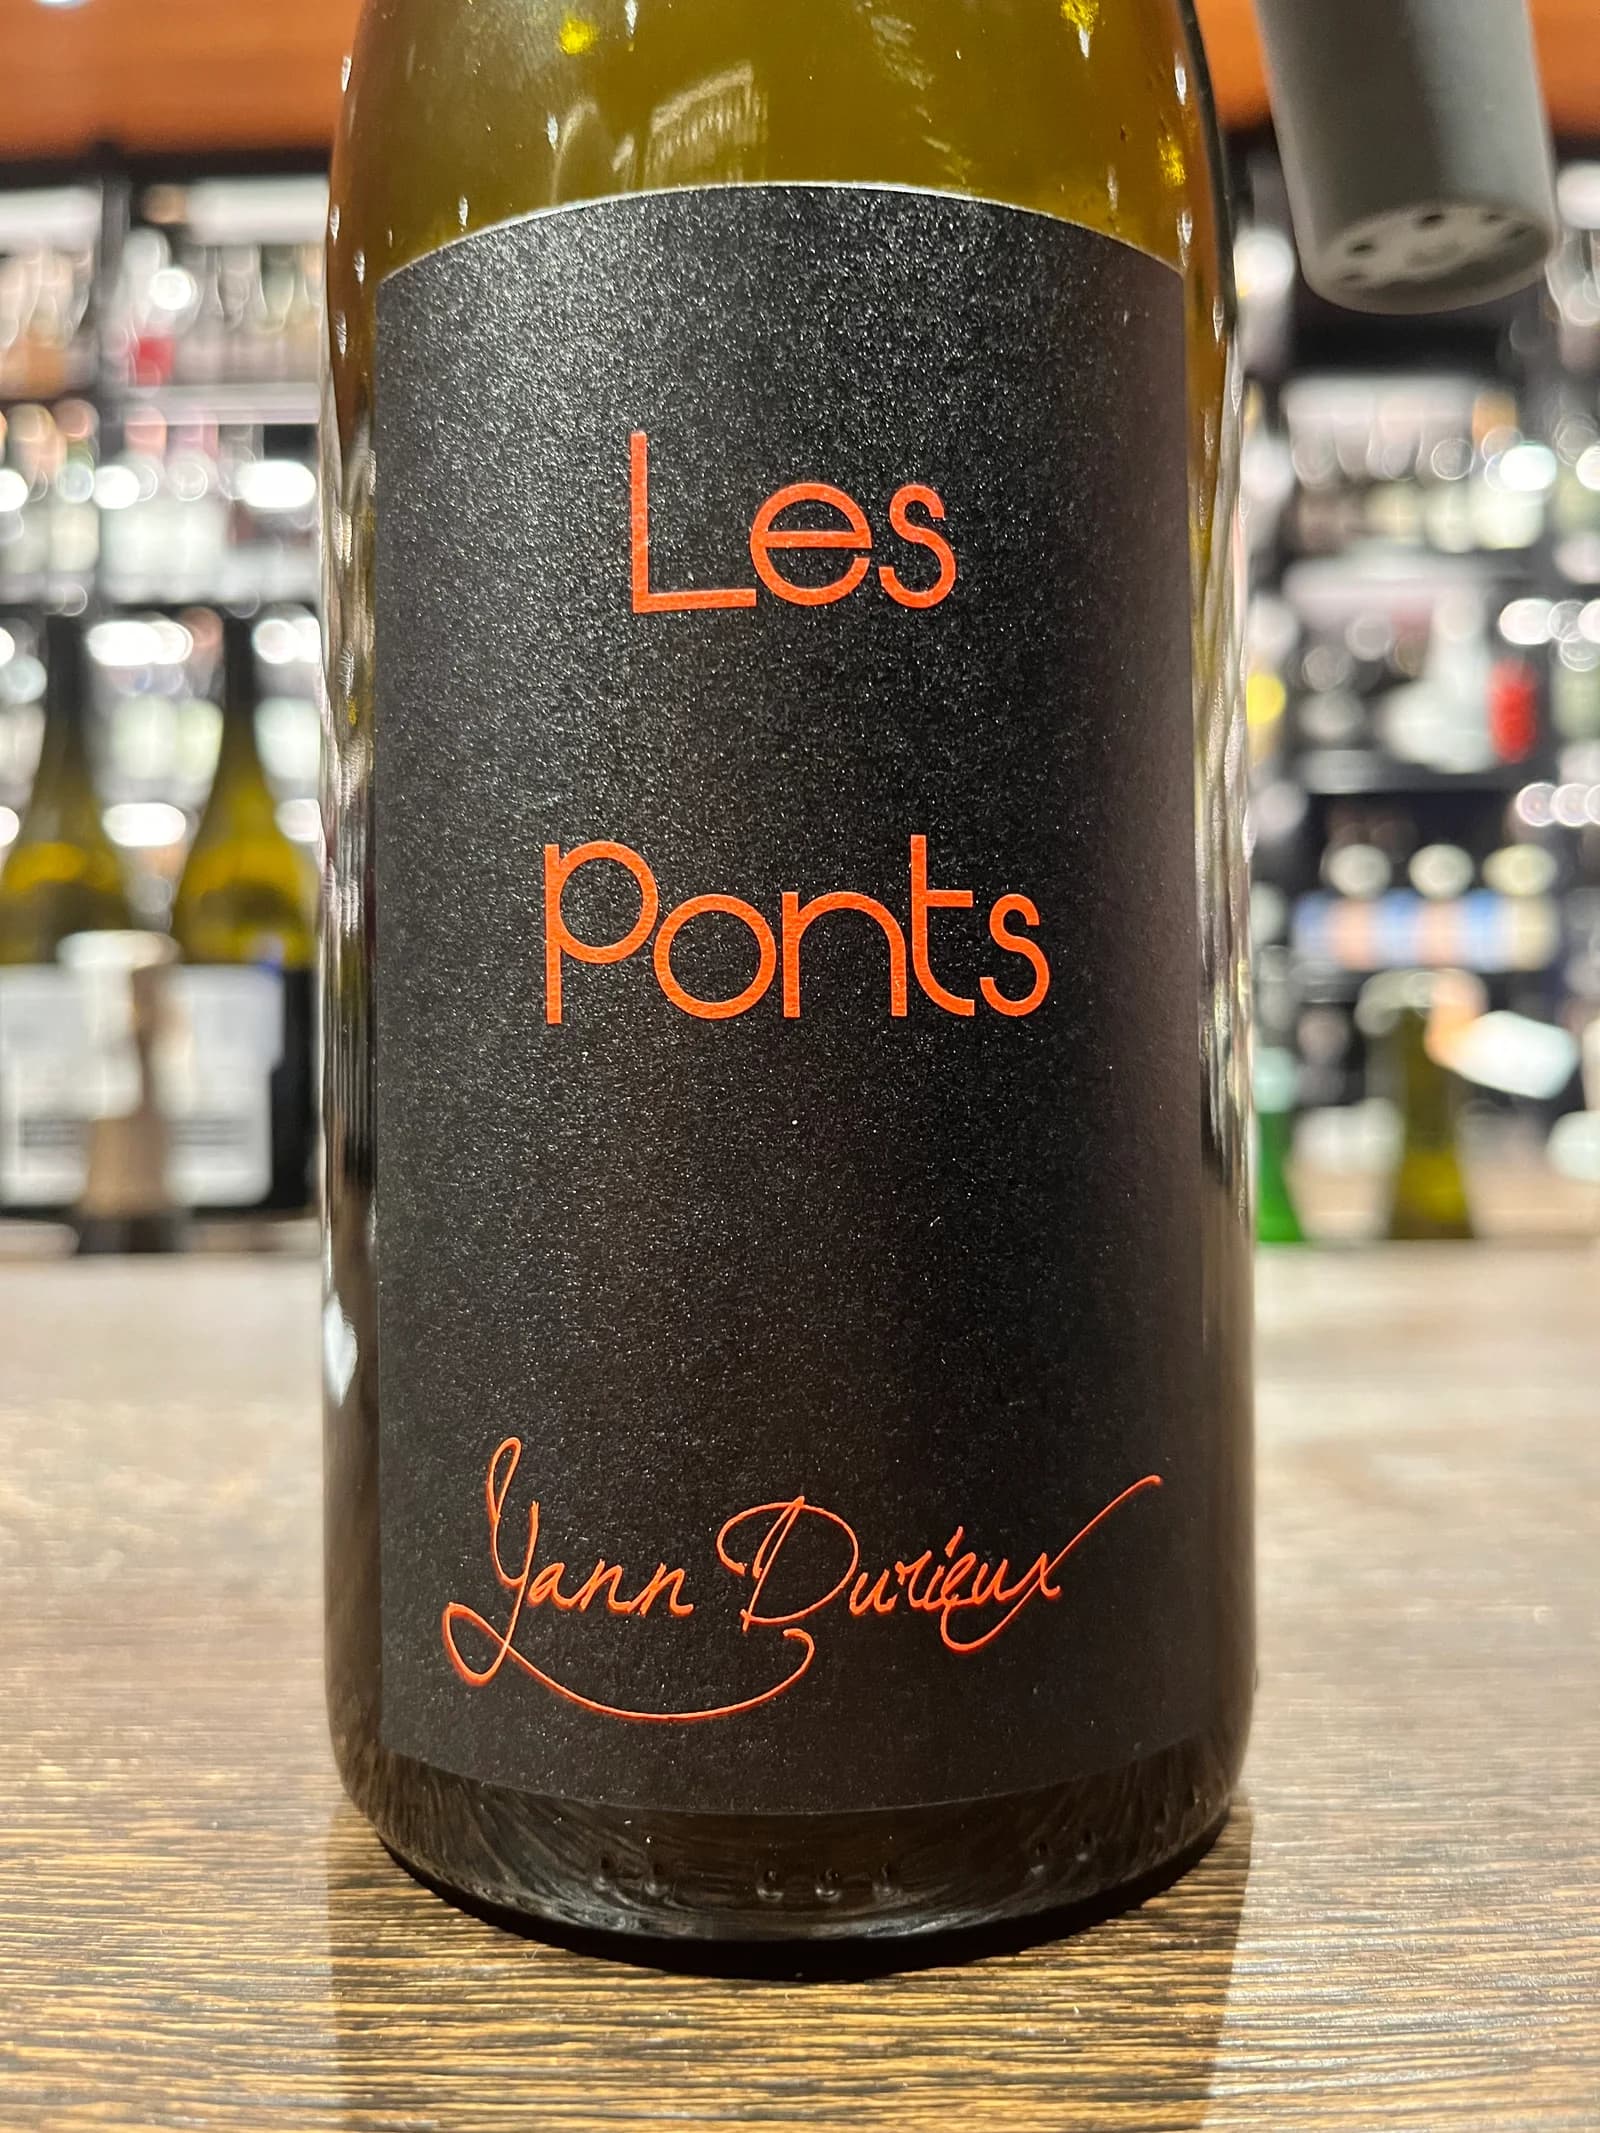 Les
Ponts
Yann Durieux